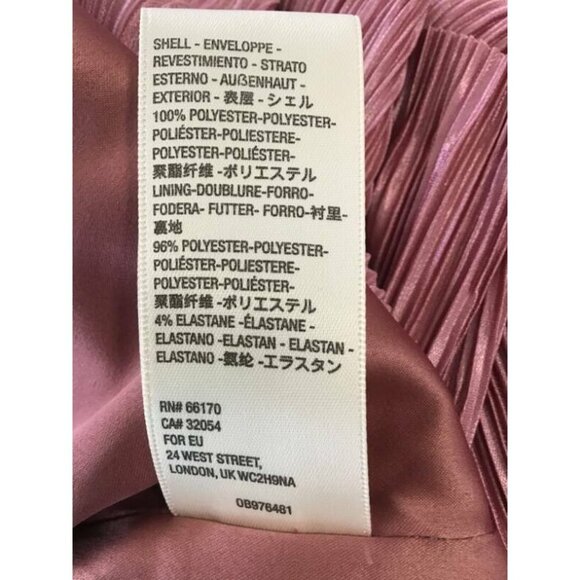 SHELL - ENVELOPPE -
REVESTIMIENTO - STRATO
ESTERNO - AUßENHAUT -
EXTERIOR - 表层 - シェル
100% POLYESTER-POLYESTER-
POLIÉSTER-POLIESTERE-
POLYESTER-POLIÉSTER-
聚酯纤维 -ポリエステル
LINING-DOUBLURE-FORRO-
FODERA- FUTTER- FORRO-衬里-
裏地
96% POLYESTER-POLYESTER-
POLIÉSTER-POLIESTERE-
POLYESTER-POLIÉSTER-
聚酯纤维 -ポリエステル
4% ELASTANE -ÉLASTANE -
ELASTANO -ELASTAN - ELASTAN -
ELASTANO -氨纶 -エラスタン
RN# 66170
CA# 32054
FOR EU
24 WEST STREET,
LONDON, UK WC2H9NA
OB976481